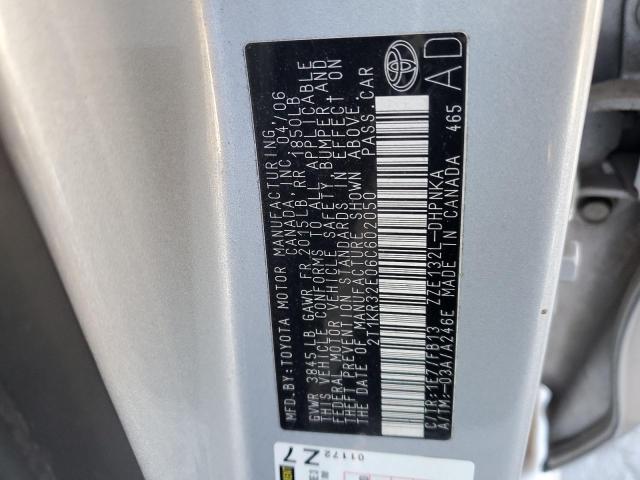 MFD. BY: TOYOTA MOTOR MANUFACTURING,
CANADA, INC. 04/06
GVWR 3845LB GAWR FR 2015LB RR 1850LB
THIS VEHICLE CONFORMS TO ALL APPLICABLE
FEDERAL MOTOR VEHICLE SAFETY, BUMPER AND
THEFT PREVENTION STANDARDS IN EFFECT ON
THE DATE OF MANUFACTURE SHOWN ABOVE.
2T1KR32E06C602050 PASS.CAR
C/TR:1E7/FB13 ZZE132L-DHPNKA
A/TM:-03A/A246E MADE IN CANADA 465
AD
01172
Z7